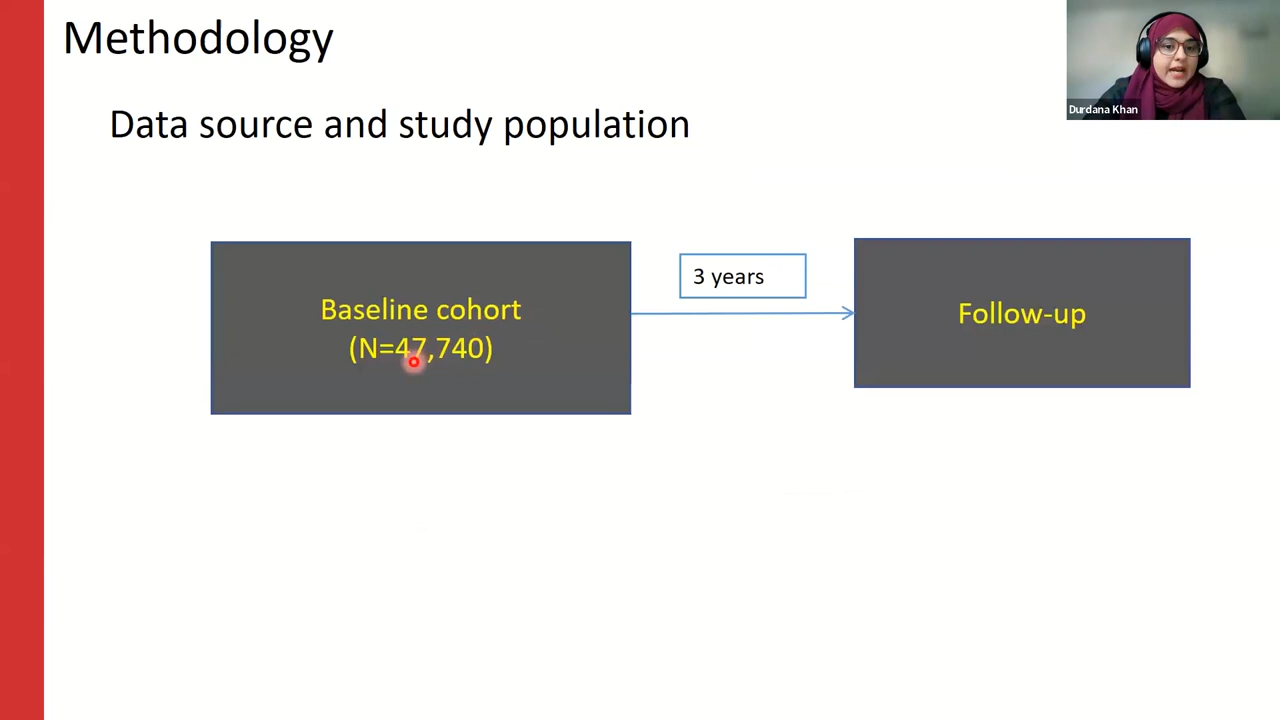 Methodology
Durdana Khan
Data source and study population
Baseline cohort
(N=47,740)
3 years
Follow-up